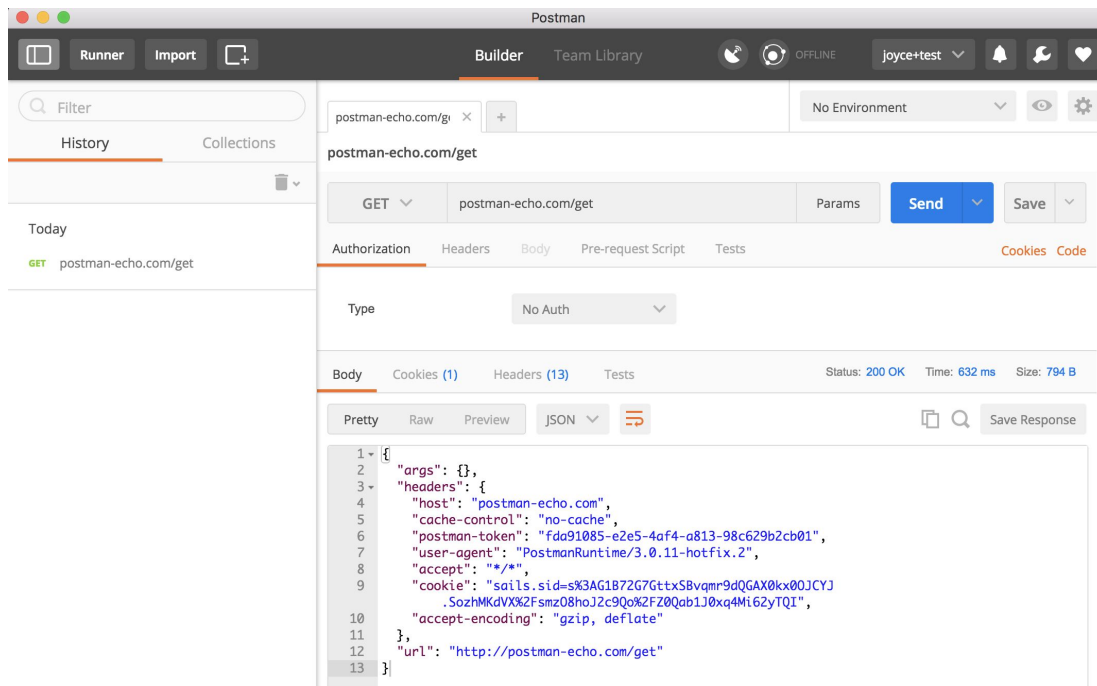 Postman
Runner
Import
Builder
Team Library
OFFLINE
joyce+test
Filter
History
Collections
Today
GET postman-echo.com/get
postman-echo.com/ge
+
No Environment
postman-echo.com/get
GET
postman-echo.com/get
Params
Send
Save
Authorization
Headers
Body
Pre-request Script
Tests
Cookies
Code
Type
No Auth
Body
Cookies (1)
Headers (13)
Tests
Status: 200 OK
Time: 632 ms
Size: 794 B
Pretty
Raw
Preview
JSON
Save Response
1 {
2 "args": {},
3 "headers": {
4 "host": "postman-echo.com",
5 "cache-control": "no-cache",
6 "postman-token": "fda91085-e2e5-4af4-a813-98c629b2cb01",
7 "user-agent": "PostmanRuntime/3.0.11-hotfix.2",
8 "accept": "*/*",
9 "cookie": "sails.sid=s%3AG1B72G7GttxSBvqmr9dQGAX0kx0OJCYJ
.SozhMKdVX%2FsmzO8hoJ2c9Qo%2FZ0Qab1J0xq4Mi62yTQI",
10 "accept-encoding": "gzip, deflate"
11 },
12 "url": "http://postman-echo.com/get"
13 }